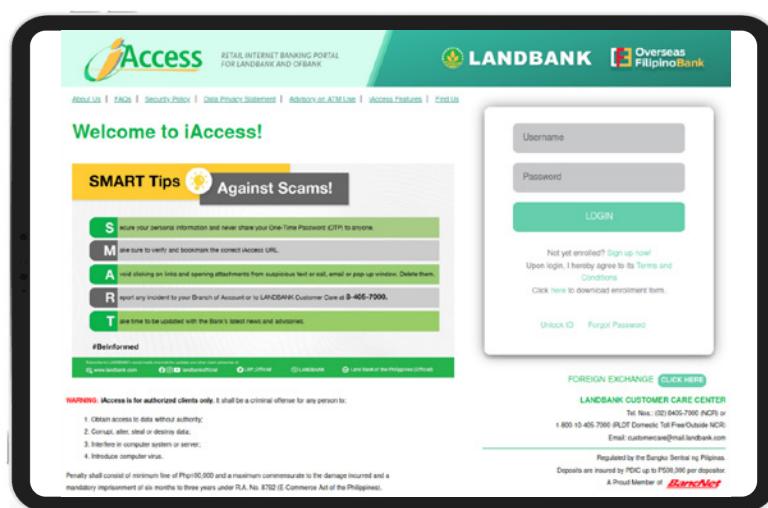 iAccess
RETAIL INTERNET BANKING PORTAL
FOR LANDBANK AND OFBANK
LANDBANK
Overseas
FilipinoBank
About Us | FAQs | Security Policy | Data Privacy Statement | Advisory on ATM Use | iAccess Features | Find Us
Welcome to iAccess!
SMART Tips
Against Scams!
Secure your personal information and never share your One-Time Password (OTP) to anyone.
Make sure to verify and bookmark the correct iAccess URL.
Avoid clicking on links and opening attachments from suspicious text or call, email or pop-up window. Delete them.
Report any incident to your Branch of Account or to LANDBANK Customer Care at 8-405-7000.
Take time to be updated with the Bank's latest news and advisories.
#BeInformed
www.landbank.com landbankofficial LBP_Official LANDBANK Land Bank of the Philippines (Official)
WARNING: iAccess is for authorized clients only. It shall be a criminal offense for any person to:
1. Obtain access to data without authority;
2. Corrupt, alter, steal or destroy data;
3. Interfere in computer system or server;
4. Introduce computer virus.
Penalty shall consist of minimum fine of Php100,000 and a maximum commensurate to the damage incurred and a
mandatory imprisonment of six months to three years under R.A. No. 8792 (E-Commerce Act of the Philippines).
Username
Password
LOGIN
Not yet enrolled? Sign up now!
Upon login, I hereby agree to its Terms and
Conditions
Click here to download enrollment form.
Unlock ID Forgot Password
FOREIGN EXCHANGE CLICK HERE
LANDBANK CUSTOMER CARE CENTER
Tel. Nos.: (02) 8405-7000 (NCR) or
1-800-10-405-7000 (PLDT Domestic Toll Free/Outside NCR)
Email: customercare@mail.landbank.com
Regulated by the Bangko Sentral ng Pilipinas.
Deposits are insured by PDIC up to P500,000 per depositor.
A Proud Member of BancNet